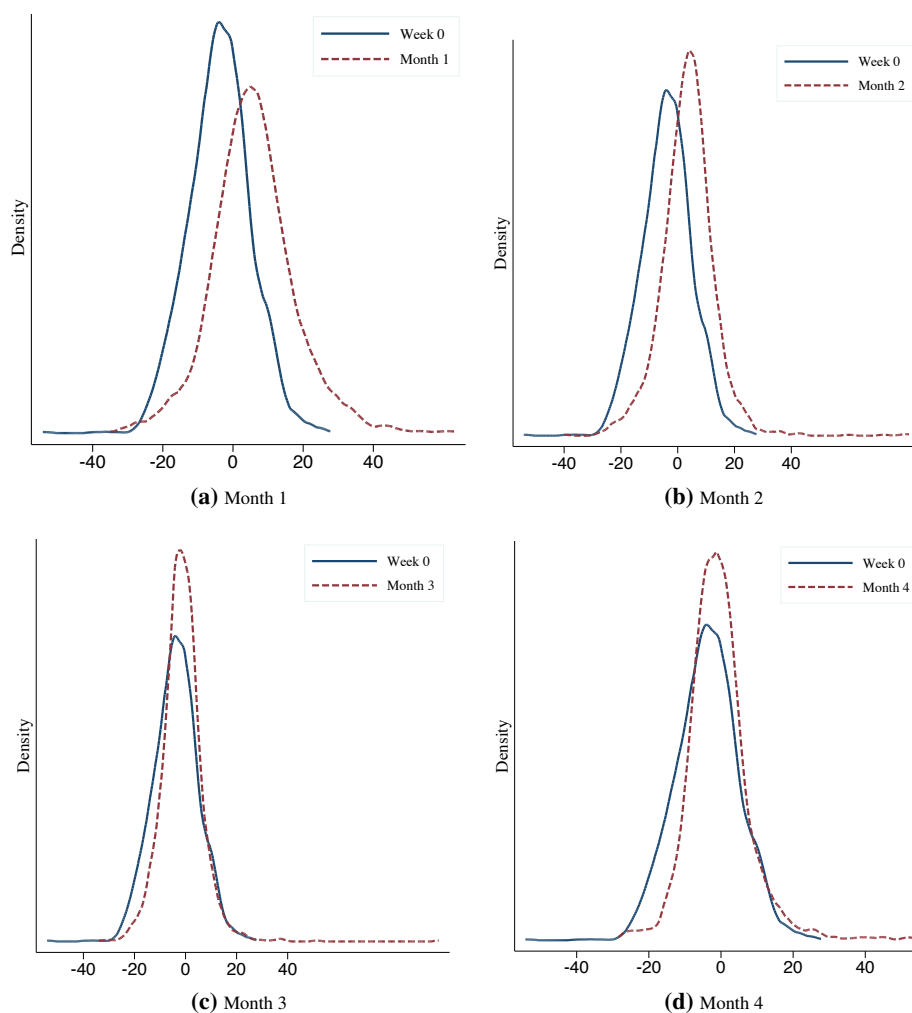 Week 0
Month 1
Density
-40 -20 0 20 40
(a) Month 1
Week 0
Month 2
Density
-40 -20 0 20 40
(b) Month 2
Week 0
Month 3
Density
-40 -20 0 20 40
(c) Month 3
Week 0
Month 4
Density
-40 -20 0 20 40
(d) Month 4